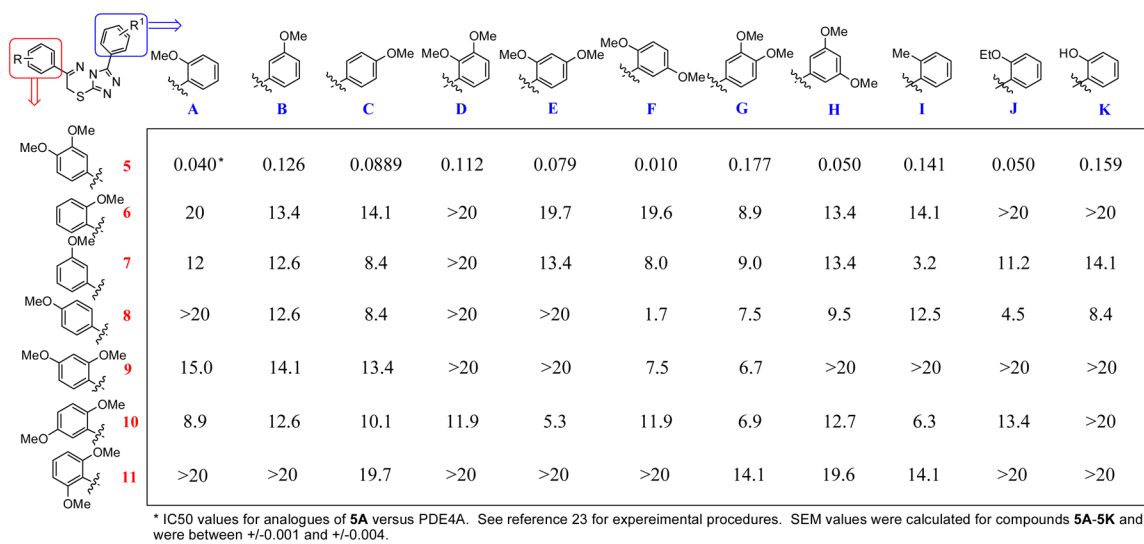 R R¹
N N N N S
MeO OMe OMe MeO OMe MeO OMe MeO OMe MeO OMe OMe OMe Me EtO HO
A B C D E F G H I J K
OMe MeO 5 0.040* 0.126 0.0889 0.112 0.079 0.010 0.177 0.050 0.141 0.050 0.159
OMe 6 20 13.4 14.1 >20 19.7 19.6 8.9 13.4 14.1 >20 >20
OMe 7 12 12.6 8.4 >20 13.4 8.0 9.0 13.4 3.2 11.2 14.1
MeO 8 >20 12.6 8.4 >20 >20 1.7 7.5 9.5 12.5 4.5 8.4
MeO OMe 9 15.0 14.1 13.4 >20 >20 7.5 6.7 >20 >20 >20 >20
OMe MeO 10 8.9 12.6 10.1 11.9 5.3 11.9 6.9 12.7 6.3 13.4 >20
OMe OMe 11 >20 >20 19.7 >20 >20 >20 14.1 19.6 14.1 >20 >20
* IC50 values for analogues of 5A versus PDE4A. See reference 23 for expereimental procedures. SEM values were calculated for compounds 5A-5K and
were between +/-0.001 and +/-0.004.